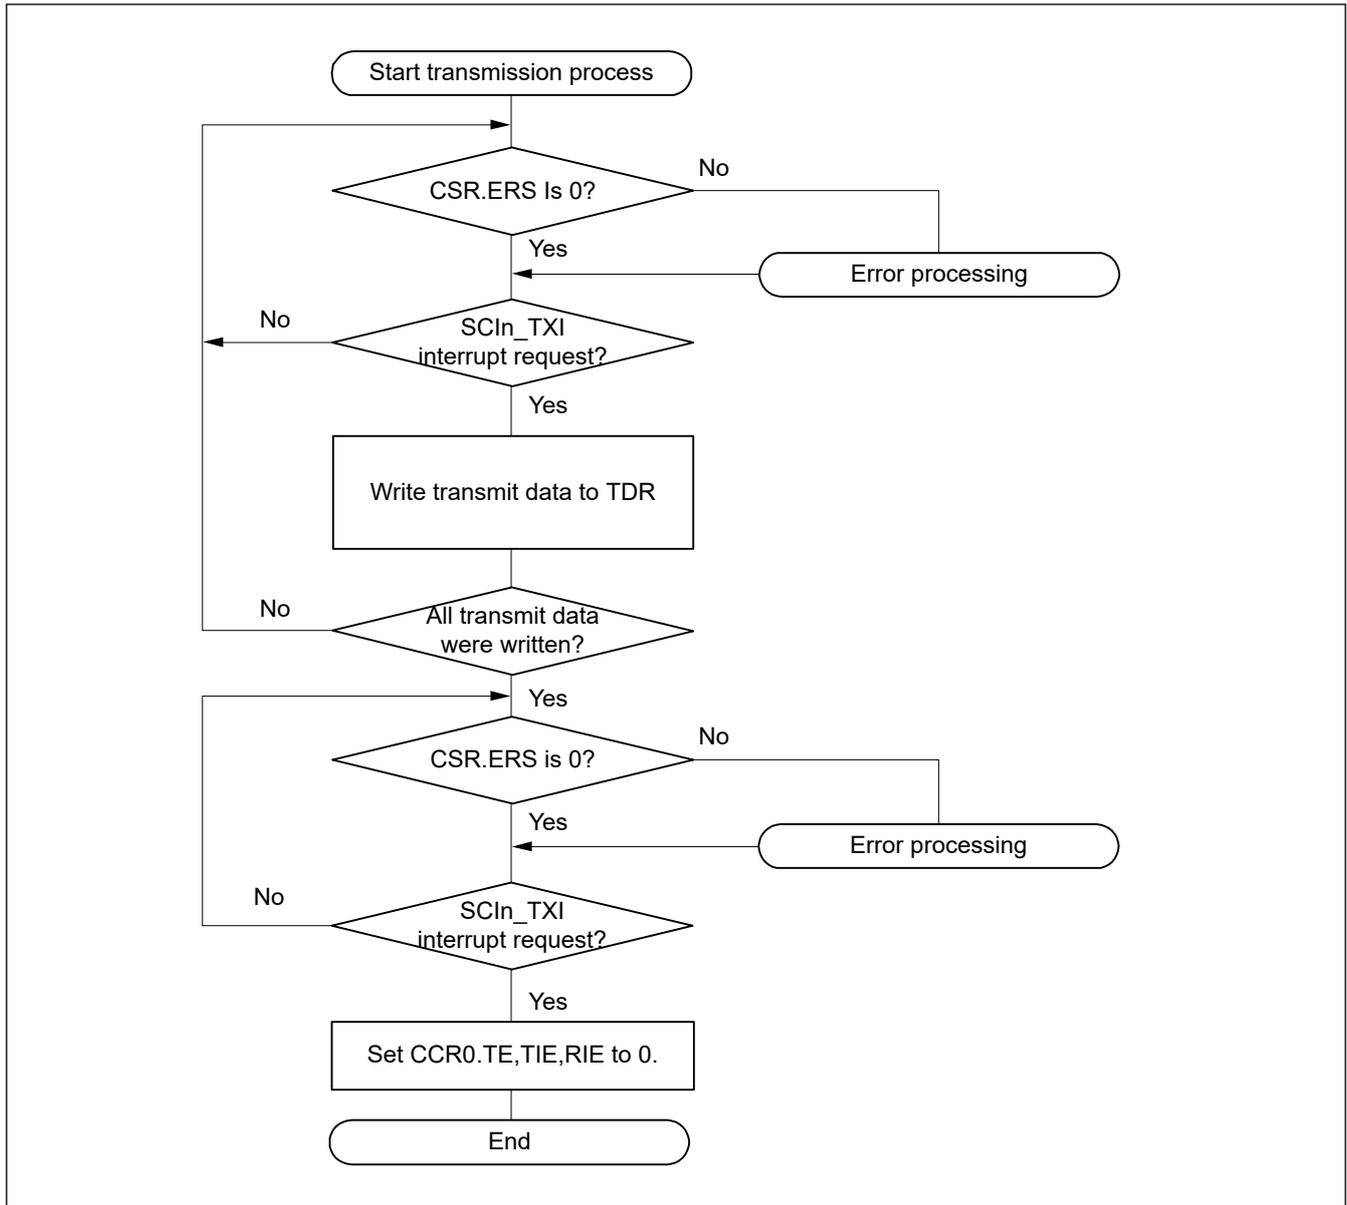 Start transmission process
CSR.ERS Is 0?
No
Yes
Error processing
No
SCIn_TXI
interrupt request?
Yes
Write transmit data to TDR
No
All transmit data
were written?
Yes
CSR.ERS is 0?
No
Yes
Error processing
No
SCIn_TXI
interrupt request?
Yes
Set CCR0.TE,TIE,RIE to 0.
End